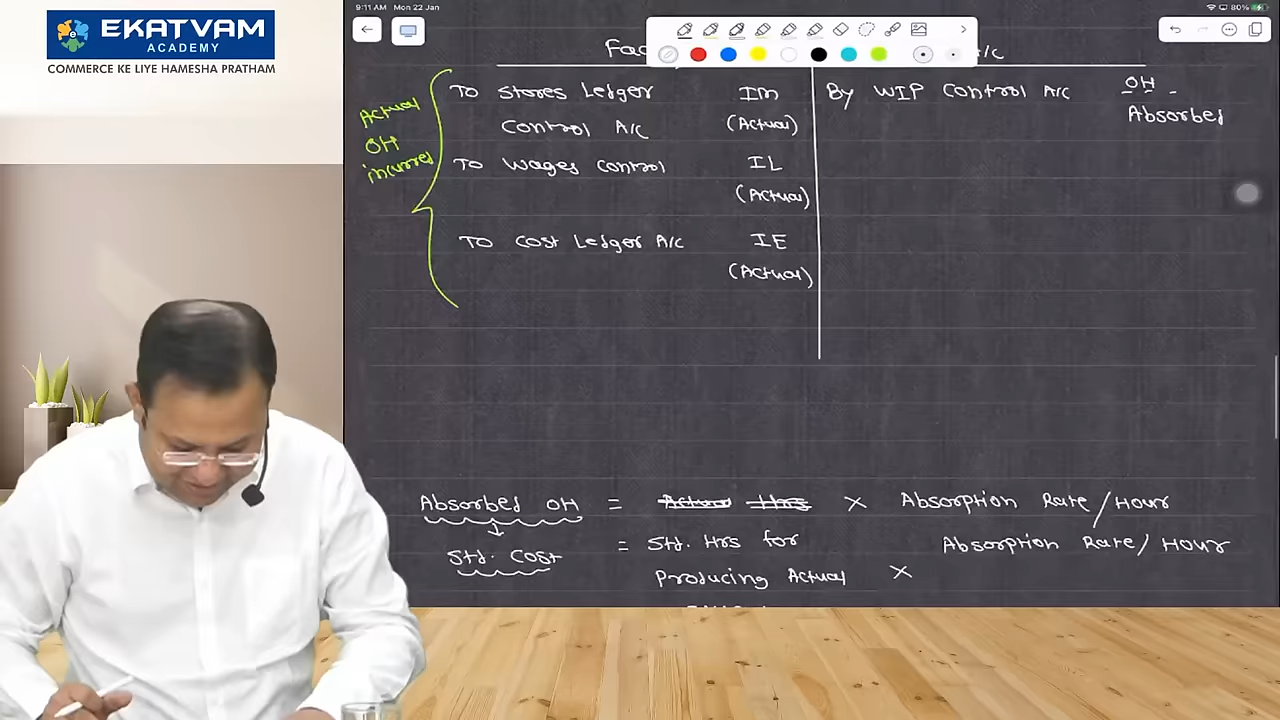 EKATVAM
ACADEMY
COMMERCE KE LIYE HAMESHA PRATHAM
9:11 AM Mon 22 Jan
80%
A/C
To Stores Ledger IM By WIP Control A/c OH
Control A/c (Actual) Absorbed
To Wages Control IL
(Actual)
To Cost Ledger A/c IE
(Actual)
Actual
OH
incurred
Absorbed OH = Actual Hrs × Absorption Rate/Hour
Std. Cost = Std. Hrs for Absorption Rate/Hour
Producing Actual ×